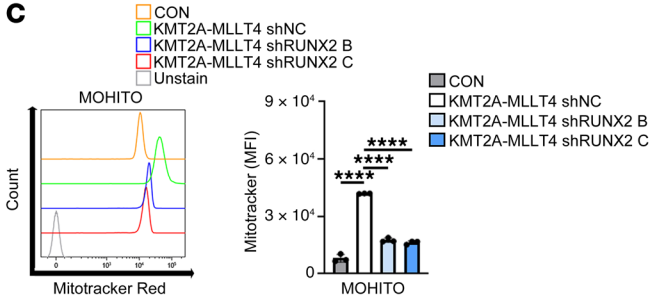 C
CON
KMT2A-MLLT4 shNC
KMT2A-MLLT4 shRUNX2 B
KMT2A-MLLT4 shRUNX2 C
Unstain
MOHITO
Count
0 10³ 10⁴ 10⁵
Mitotracker Red
CON
KMT2A-MLLT4 shNC
KMT2A-MLLT4 shRUNX2 B
KMT2A-MLLT4 shRUNX2 C
Mitotracker (MFI)
9 × 10⁴
6 × 10⁴
3 × 10⁴
0
****
****
****
MOHITO